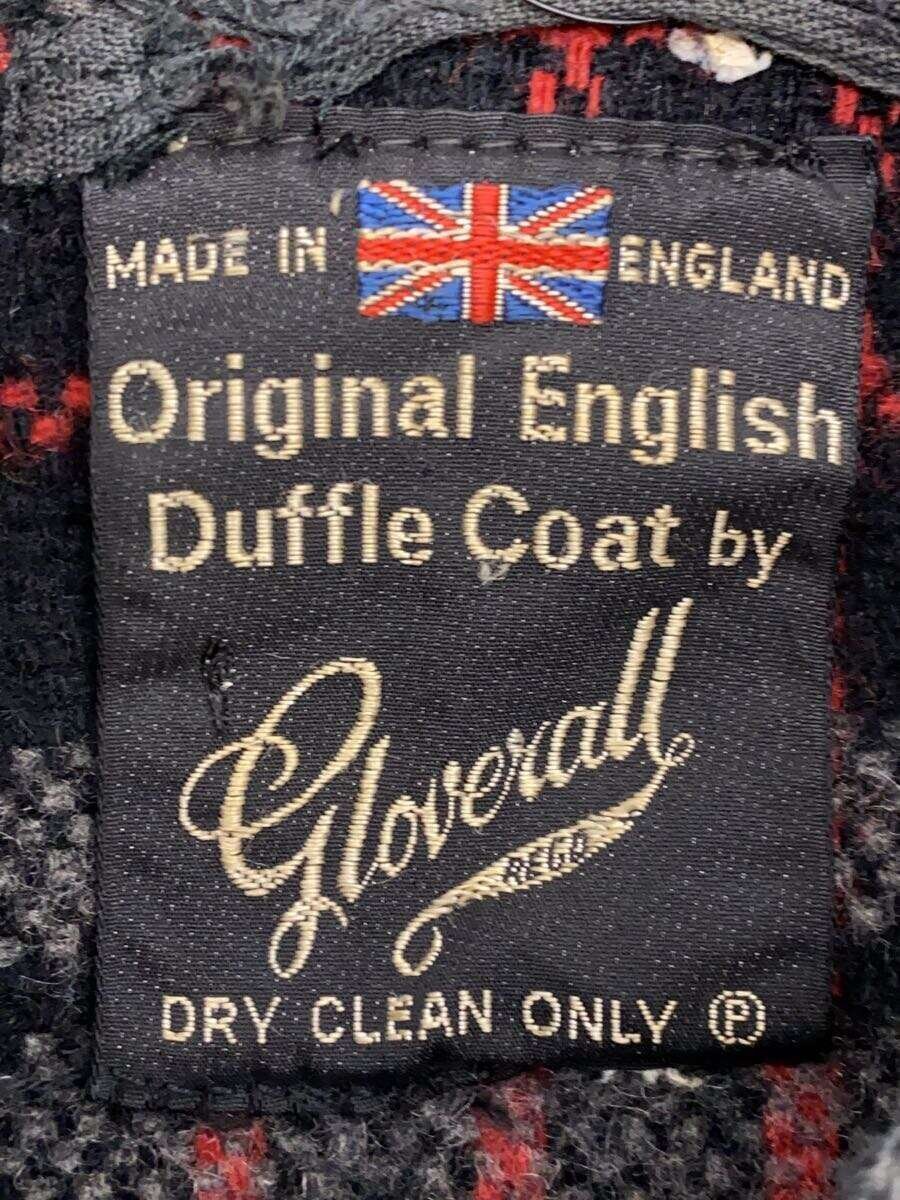 MADE IN ENGLAND
Original English
Duffle Coat by
Gloverall
REGD
DRY CLEAN ONLY Ⓟ